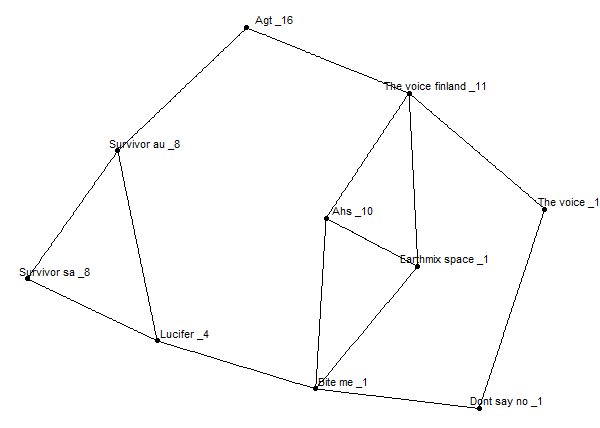 Agt _16
The voice finland _11
Survivor au _8
The voice _1
Ahs _10
Earthmix space _1
Survivor sa _8
Lucifer _4
Bite me _1
Dont say no _1